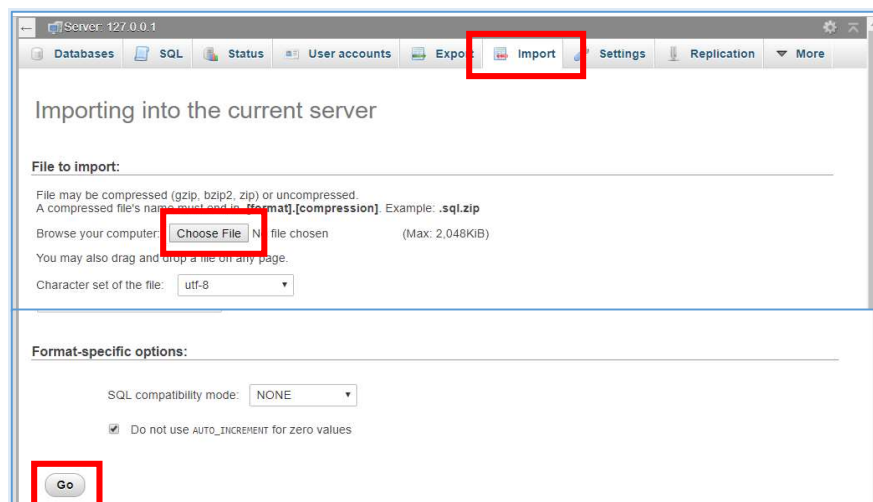 Server: 127.0.0.1
Databases SQL Status User accounts Export Import Settings Replication More
Importing into the current server
File to import:
File may be compressed (gzip, bzip2, zip) or uncompressed.
A compressed file's name must end in .[format].[compression]. Example: .sql.zip
Browse your computer: Choose File No file chosen (Max: 2,048KiB)
You may also drag and drop a file on any page.
Character set of the file: utf-8
Format-specific options:
SQL compatibility mode: NONE
Do not use AUTO_INCREMENT for zero values
Go